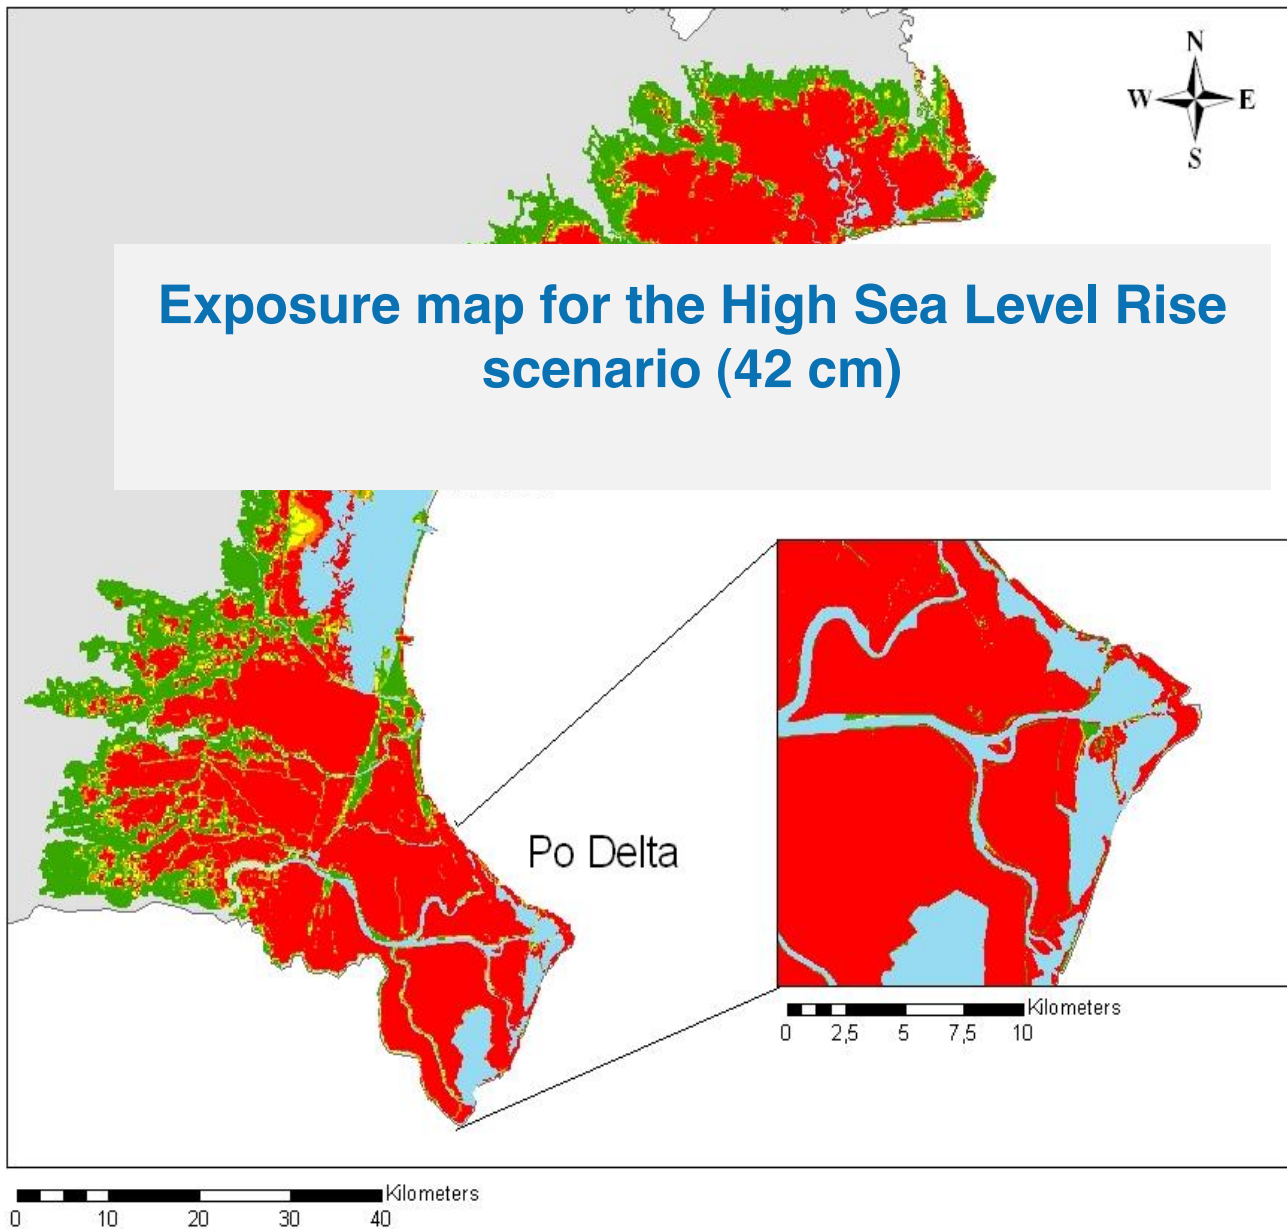 N
W E
S
Exposure map for the High Sea Level Rise
scenario (42 cm)
Po Delta
Kilometers
0 2,5 5 7,5 10
Kilometers
0 10 20 30 40